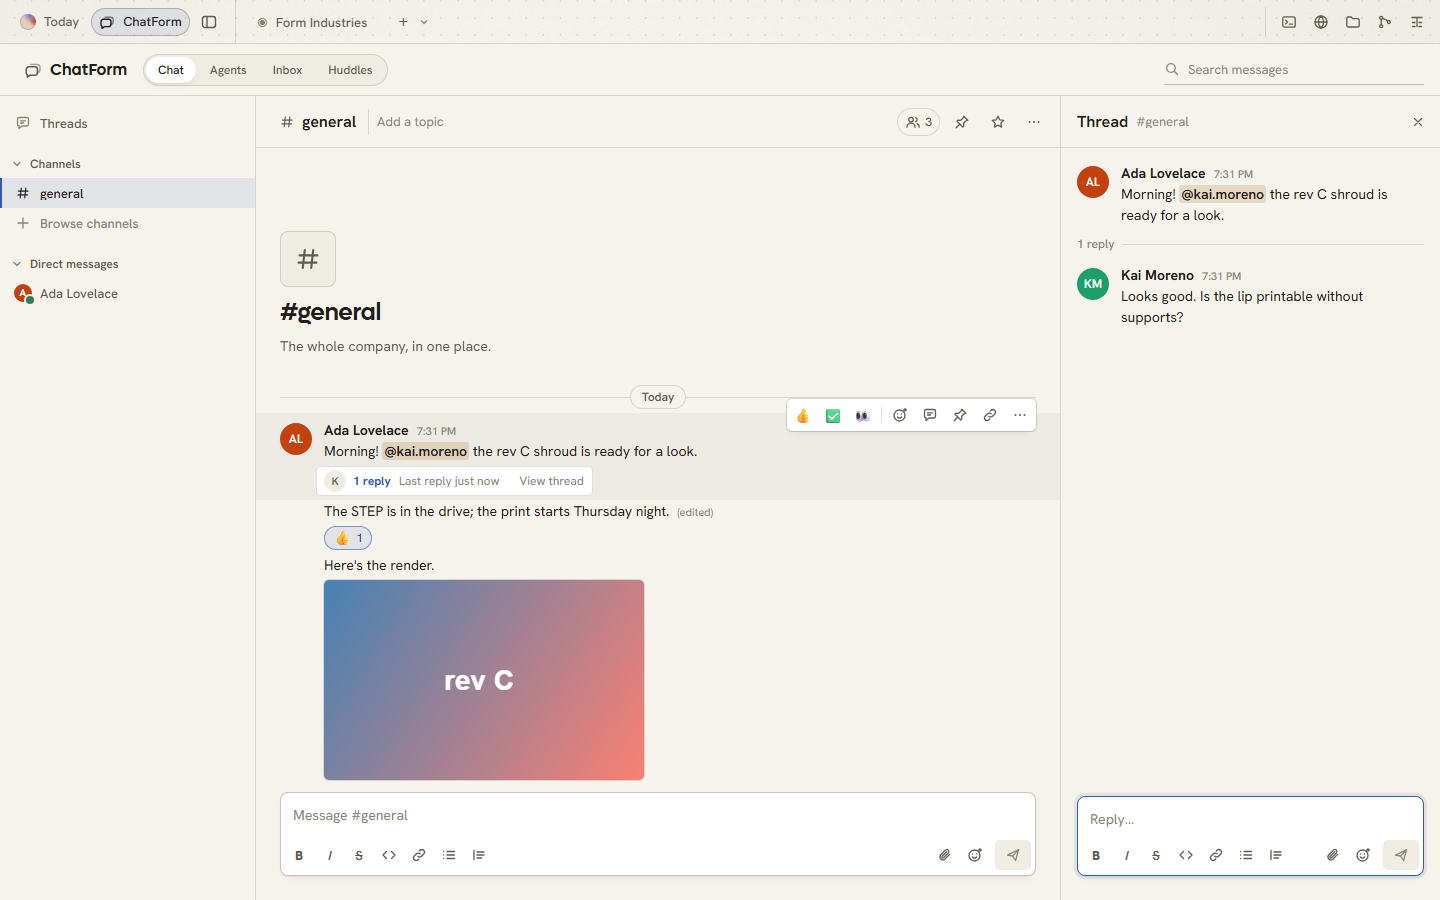 Today
ChatForm
Form Industries
ChatForm
Chat
Agents
Inbox
Huddles
Search messages
Threads
Channels
general
Browse channels
Direct messages
A
Ada Lovelace
general
Add a topic
3
#general
The whole company, in one place.
Today
AL
Ada Lovelace 7:31 PM
Morning! @kai.moreno the rev C shroud is ready for a look.
K 1 reply Last reply just now View thread
The STEP is in the drive; the print starts Thursday night. (edited)
1
Here's the render.
rev C
Message #general
B I S
Thread #general
AL
Ada Lovelace 7:31 PM
Morning! @kai.moreno the rev C shroud is
ready for a look.
1 reply
KM
Kai Moreno 7:31 PM
Looks good. Is the lip printable without
supports?
Reply...
B I S